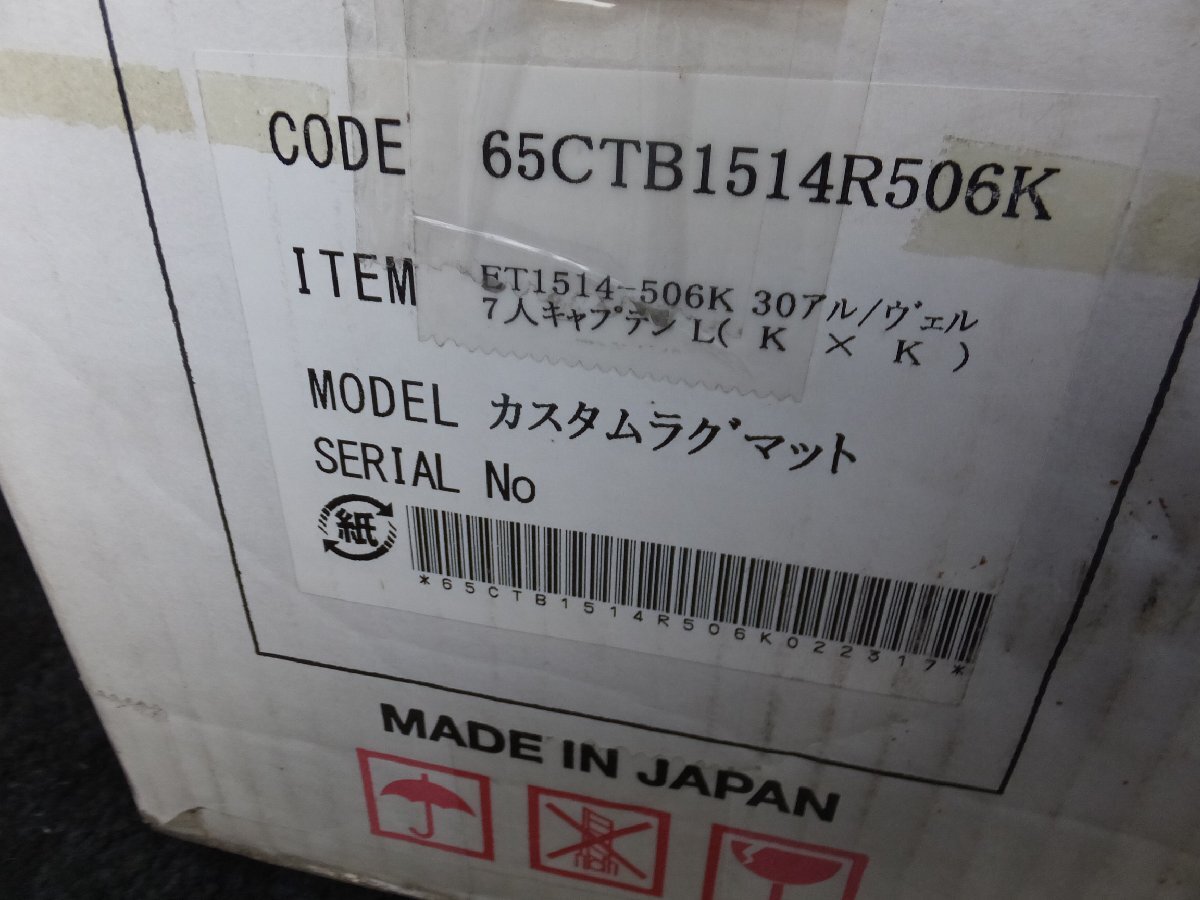 CODE 65CTB1514R506K
ITEM ET1514-506K 30アル/ヴェル
7人キャプテン L( K × K )
MODEL カスタムラグマット
SERIAL No
紙
*65CTB1514R506K022317*
MADE IN JAPAN